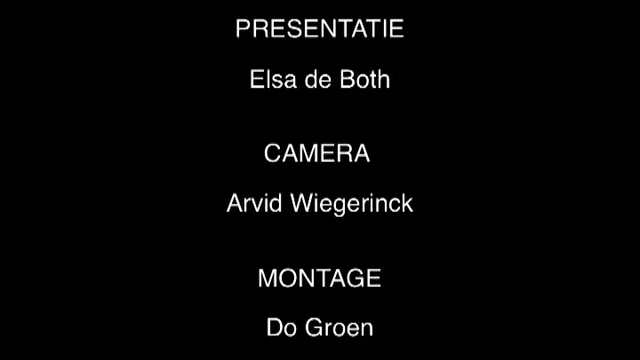 PRESENTATIE
Elsa de Both
CAMERA
Arvid Wiegerinck
MONTAGE
Do Groen